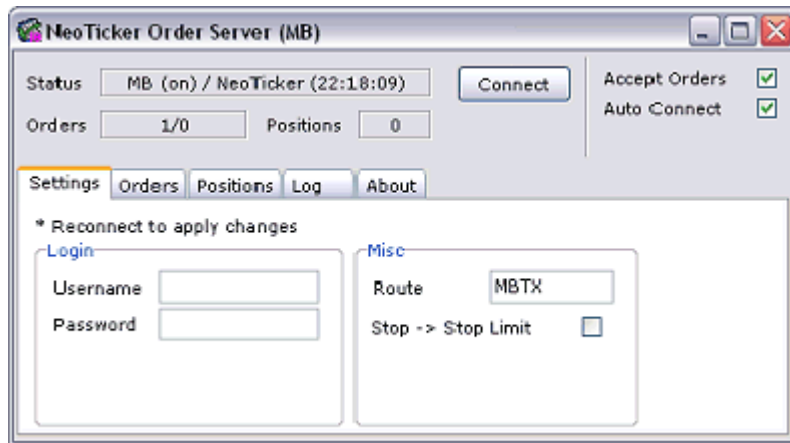 NeoTicker Order Server (MB)
Status MB (on) / NeoTicker (22:18:09) Connect Accept Orders
Orders 1/0 Positions 0 Auto Connect
Settings Orders Positions Log About
* Reconnect to apply changes
Login Misc
Username Route MBTX
Password Stop -> Stop Limit